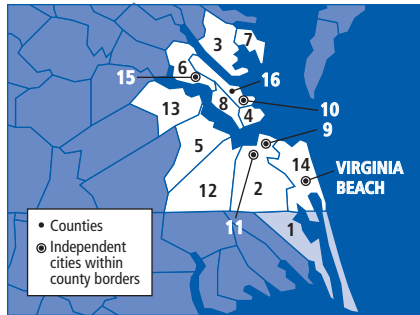 7
3
6
16
15
8
13
10
4
9
5
14
VIRGINIA
BEACH
12
2
11
1
• Counties
Independent
cities within
county borders